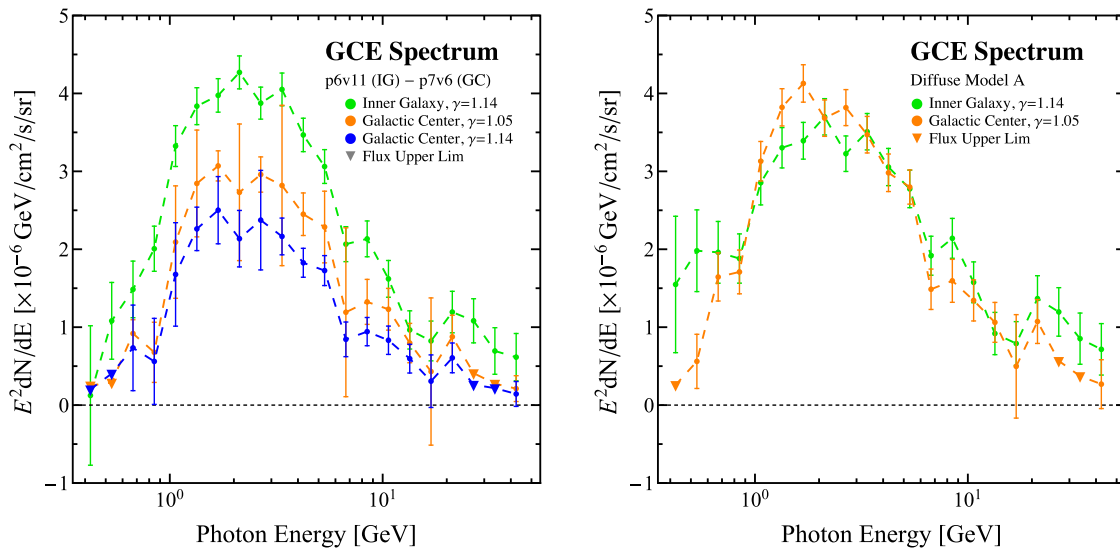 GCE Spectrum
p6v11 (IG) − p7v6 (GC)
Inner Galaxy, γ=1.14
Galactic Center, γ=1.05
Galactic Center, γ=1.14
Flux Upper Lim
E²dN/dE [×10⁻⁶ GeV/cm²/s/sr]
5
4
3
2
1
0
−1
10⁰
10¹
Photon Energy [GeV]
GCE Spectrum
Diffuse Model A
Inner Galaxy, γ=1.14
Galactic Center, γ=1.05
Flux Upper Lim
E²dN/dE [×10⁻⁶ GeV/cm²/s/sr]
5
4
3
2
1
0
−1
10⁰
10¹
Photon Energy [GeV]